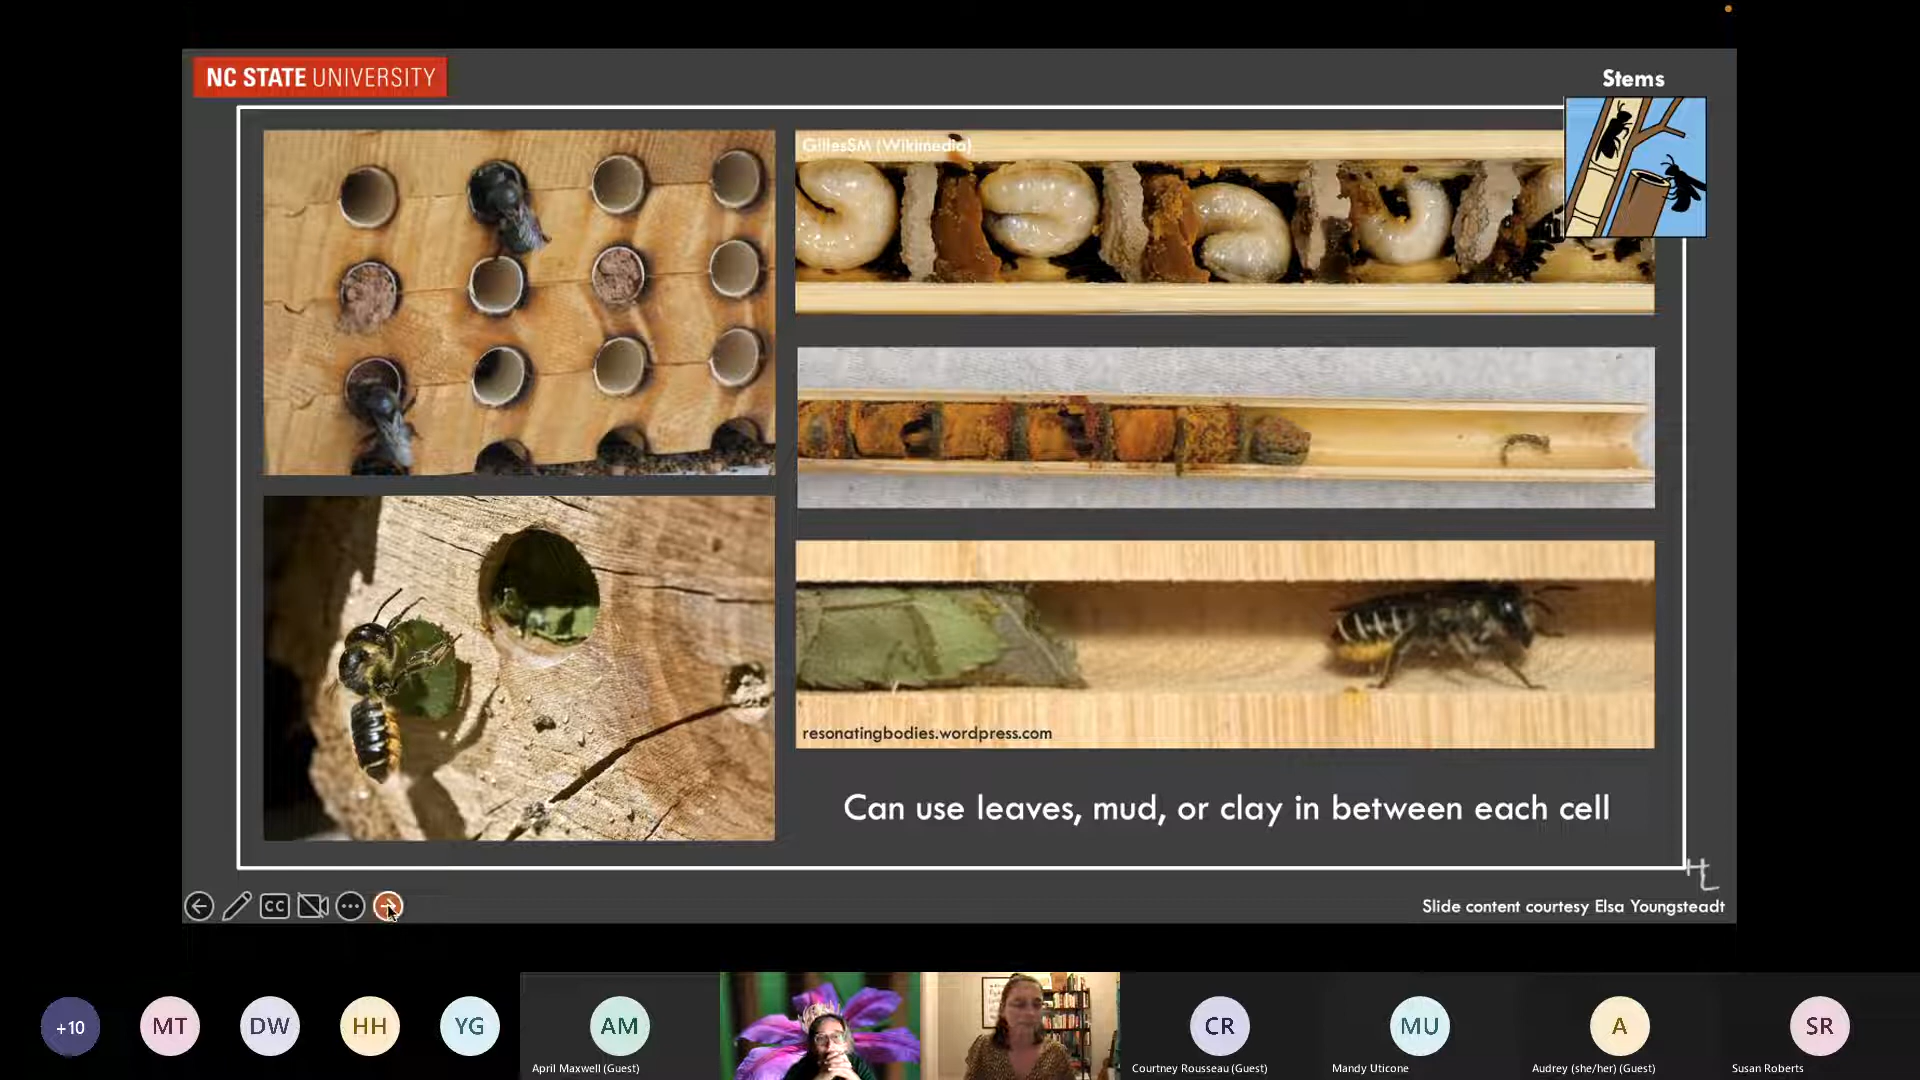 NC STATE UNIVERSITY
Stems
GillesSM (Wikimedia)
resonatingbodies.wordpress.com
Can use leaves, mud, or clay in between each cell
HL
CC
Slide content courtesy Elsa Youngsteadt
+10
MT
DW
HH
YG
AM
CR
MU
A
SR
April Maxwell (Guest)
Courtney Rousseau (Guest)
Mandy Uticone
Audrey (she/her) (Guest)
Susan Roberts